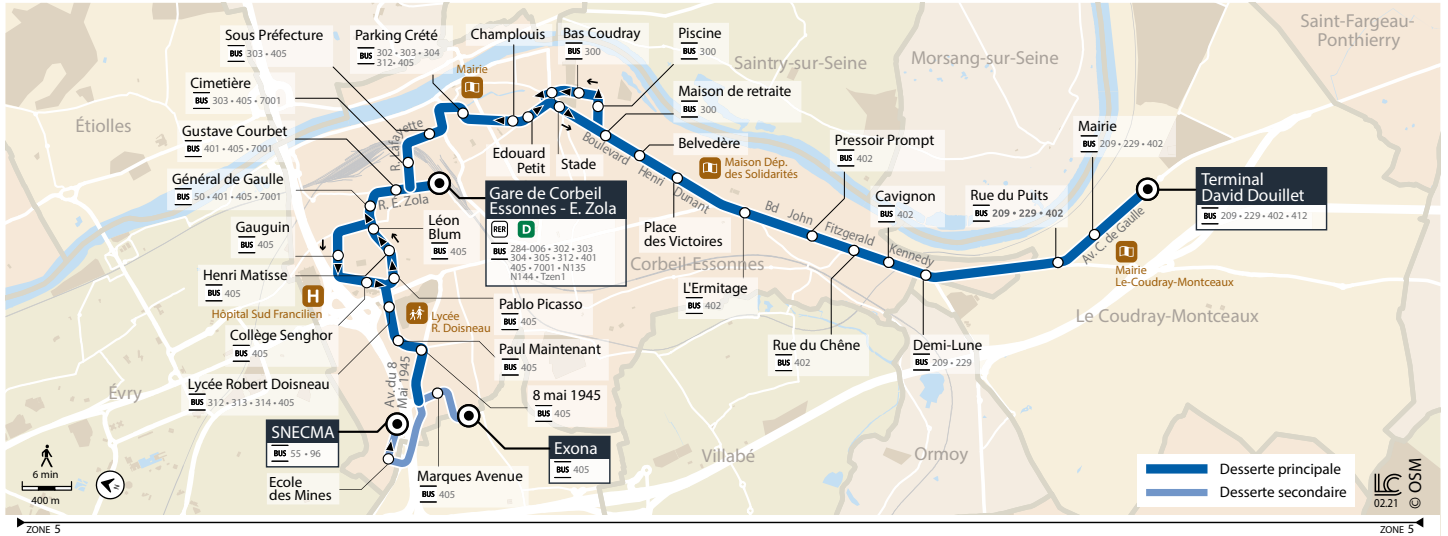 Sous Préfecture
BUS 303 • 405
Parking Crété
BUS 302 • 303 • 304
312 • 405
Champlouis
Bas Coudray
BUS 300
Piscine
BUS 300
Saint-Fargeau-
Ponthierry
Mairie
Saintry-sur-Seine
Morsang-sur-Seine
Cimetière
BUS 303 • 405 • 7001
Maison de retraite
BUS 300
Étiolles
Gustave Courbet
BUS 401 • 405 • 7001
R. Lafayette
Edouard
Petit
Stade
Boulevard Henri Dunant
Belvedère
Maison Dép.
des Solidarités
Pressoir Prompt
BUS 402
Mairie
BUS 209 • 229 • 402
Général de Gaulle
BUS 50 • 401 • 405 • 7001
R. É. Zola
Gare de Corbeil
Essonnes - E. Zola
RER D
BUS 284-006 • 302 • 303
304 • 305 • 312 • 401
405 • 7001 • N135
N144 • Tzen1
Terminal
David Douillet
BUS 209 • 229 • 402 • 412
Rue du Puits
BUS 209 • 229 • 402
Cavignon
BUS 402
Gauguin
BUS 405
Léon
Blum
BUS 405
Place
des Victoires
Bd John Fitzgerald Kennedy
Av. C. de Gaulle
Corbeil-Essonnes
Mairie
Le-Coudray-Montceaux
Henri Matisse
BUS 405
H
Hôpital Sud Francilien
Lycée
R. Doisneau
Pablo Picasso
BUS 405
L'Ermitage
BUS 402
Le Coudray-Montceaux
Collège Senghor
BUS 405
Paul Maintenant
BUS 405
Rue du Chêne
BUS 402
Demi-Lune
BUS 209 • 229
Évry
Lycée Robert Doisneau
BUS 312 • 313 • 314 • 405
Av. du 8
Mai 1945
8 mai 1945
BUS 405
SNECMA
BUS 55 • 96
Exona
BUS 405
Villabé
Ormoy
Ecole
des Mines
Marques Avenue
BUS 405
6 min
400 m
N
Desserte principale
Desserte secondaire
LC
02.21
© OSM
ZONE 5
ZONE 5